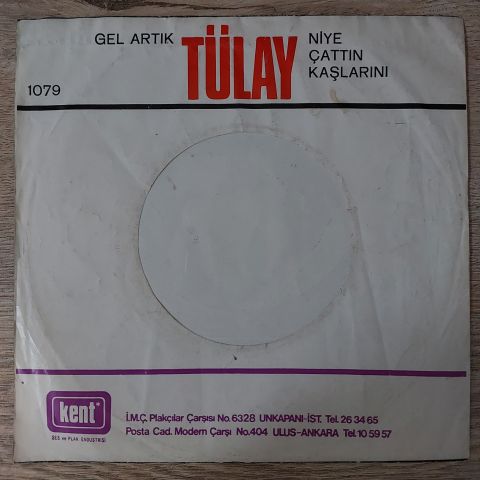 GEL ARTIK
TÜLAY
NİYE
ÇATTIN
KAŞLARINI
1079
kent
SES ve PLAK ENDÜSTRİSİ
İ.M.Ç. Plakçılar Çarşısı No. 6328 UNKAPANI-İST. Tel. 26 34 65
Posta Cad. Modern Çarşı No.404 ULUS-ANKARA Tel. 10 59 57